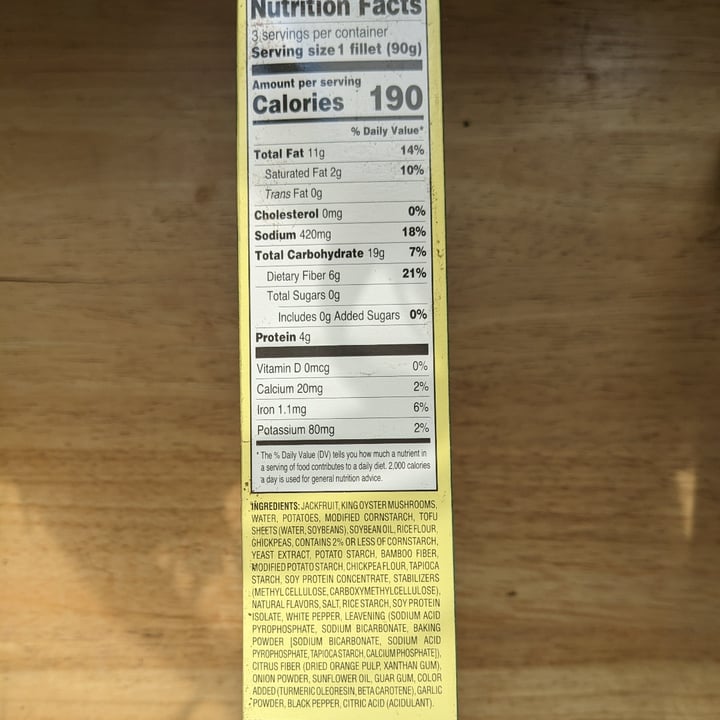 Nutrition Facts
3 servings per container
Serving size 1 fillet (90g)
Amount per serving
Calories 190
% Daily Value*
Total Fat 11g 14%
Saturated Fat 2g 10%
Trans Fat 0g
Cholesterol 0mg 0%
Sodium 420mg 18%
Total Carbohydrate 19g 7%
Dietary Fiber 6g 21%
Total Sugars 0g
Includes 0g Added Sugars 0%
Protein 4g
Vitamin D 0mcg 0%
Calcium 20mg 2%
Iron 1.1mg 6%
Potassium 80mg 2%
* The % Daily Value (DV) tells you how much a nutrient in
a serving of food contributes to a daily diet. 2,000 calories
a day is used for general nutrition advice.
INGREDIENTS: JACKFRUIT, KING OYSTER MUSHROOMS,
WATER, POTATOES, MODIFIED CORNSTARCH, TOFU
SHEETS (WATER, SOYBEANS), SOYBEAN OIL, RICE FLOUR,
CHICKPEAS, CONTAINS 2% OR LESS OF CORNSTARCH,
YEAST EXTRACT, POTATO STARCH, BAMBOO FIBER,
MODIFIED POTATO STARCH, CHICKPEA FLOUR, TAPIOCA
STARCH, SOY PROTEIN CONCENTRATE, STABILIZERS
(METHYL CELLULOSE, CARBOXYMETHYLCELLULOSE),
NATURAL FLAVORS, SALT, RICE STARCH, SOY PROTEIN
ISOLATE, WHITE PEPPER, LEAVENING (SODIUM ACID
PYROPHOSPHATE, SODIUM BICARBONATE, BAKING
POWDER [SODIUM BICARBONATE, SODIUM ACID
PYROPHOSPHATE, TAPIOCA STARCH, CALCIUM PHOSPHATE]),
CITRUS FIBER (DRIED ORANGE PULP, XANTHAN GUM),
ONION POWDER, SUNFLOWER OIL, GUAR GUM, COLOR
ADDED (TURMERIC OLEORESIN, BETA CAROTENE), GARLIC
POWDER, BLACK PEPPER, CITRIC ACID (ACIDULANT).